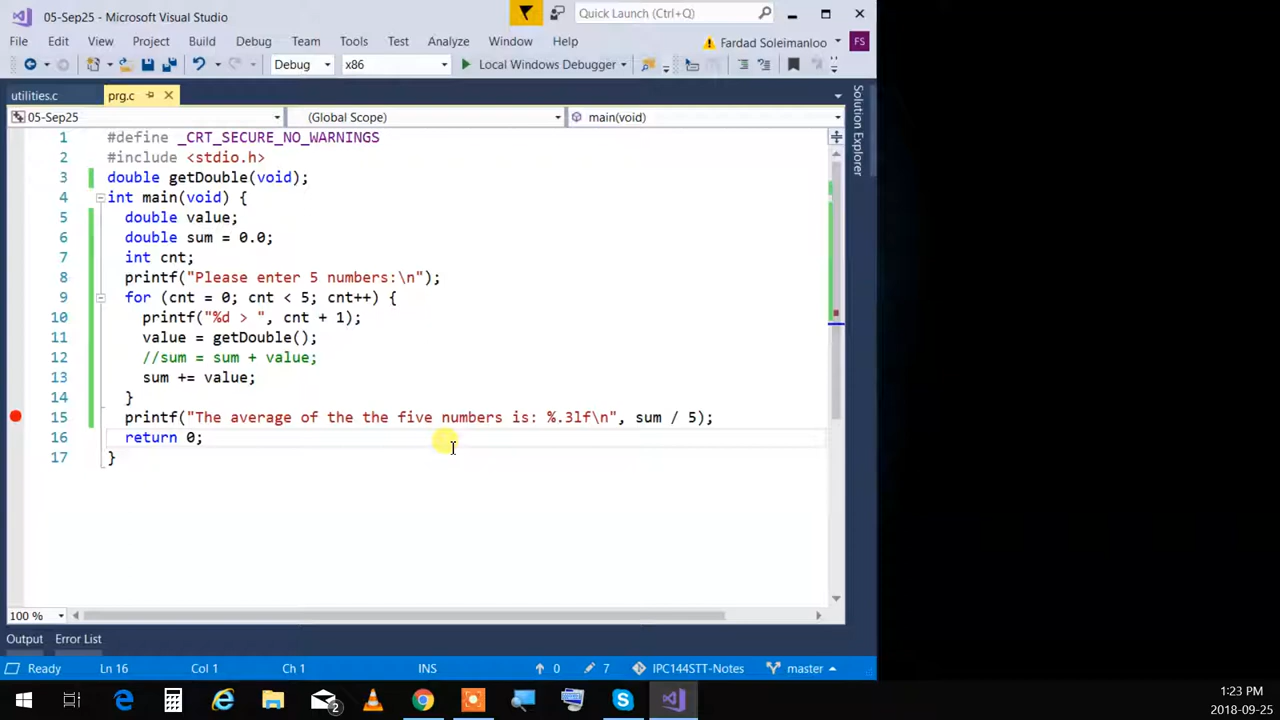 05-Sep25 - Microsoft Visual Studio
Quick Launch (Ctrl+Q)
File Edit View Project Build Debug Team Tools Test Analyze Window Help
Fardad Soleimanloo FS
Debug x86 Local Windows Debugger
utilities.c prg.c
05-Sep25 (Global Scope) main(void)
Solution Explorer
1 #define _CRT_SECURE_NO_WARNINGS
2 #include <stdio.h>
3 double getDouble(void);
4 int main(void) {
5 double value;
6 double sum = 0.0;
7 int cnt;
8 printf("Please enter 5 numbers:\n");
9 for (cnt = 0; cnt < 5; cnt++) {
10 printf("%d > ", cnt + 1);
11 value = getDouble();
12 //sum = sum + value;
13 sum += value;
14 }
15 printf("The average of the the five numbers is: %.3lf\n", sum / 5);
16 return 0;
17 }
100 %
Output Error List
Ready Ln 16 Col 1 Ch 1 INS 0 7 IPC144STT-Notes master
2
1:23 PM
2018-09-25